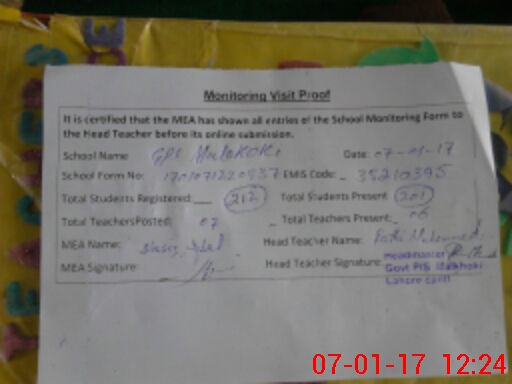 Monitoring Visit Proof
It is certified that the MEA has shown all entries of the School Monitoring Form to
the Head Teacher before its online submission.
School Name GPS Malokoki Date: 07-01-17
School Form No: EMIS Code: 35210395
Total Students Registered: 212 Total Students Present 201
Total Teachers Posted: 07 Total Teachers Present: 06
MEA Name: Head Teacher Name:
MEA Signature: Head Teacher Signature:
Headmaster
Govt P/S Malkhoki
Lahore cantt
07-01-17 12:24